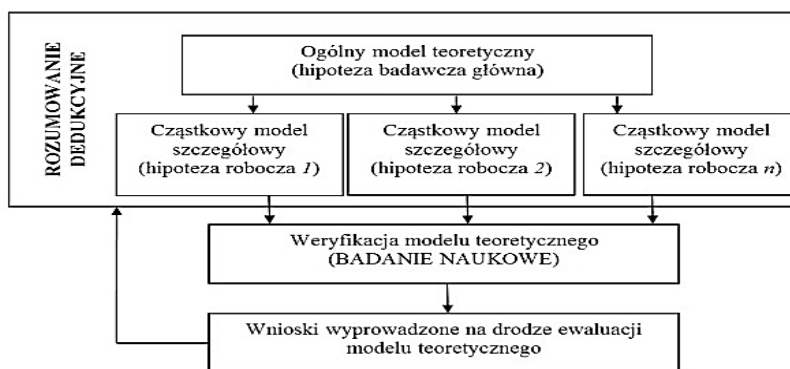 ROZUMOWANIE
DEDUKCYJNE
Ogólny model teoretyczny
(hipoteza badawcza główna)
Cząstkowy model
szczegółowy
(hipoteza robocza 1)
Cząstkowy model
szczegółowy
(hipoteza robocza 2)
Cząstkowy model
szczegółowy
(hipoteza robocza n)
Weryfikacja modelu teoretycznego
(BADANIE NAUKOWE)
Wnioski wyprowadzone na drodze ewaluacji
modelu teoretycznego